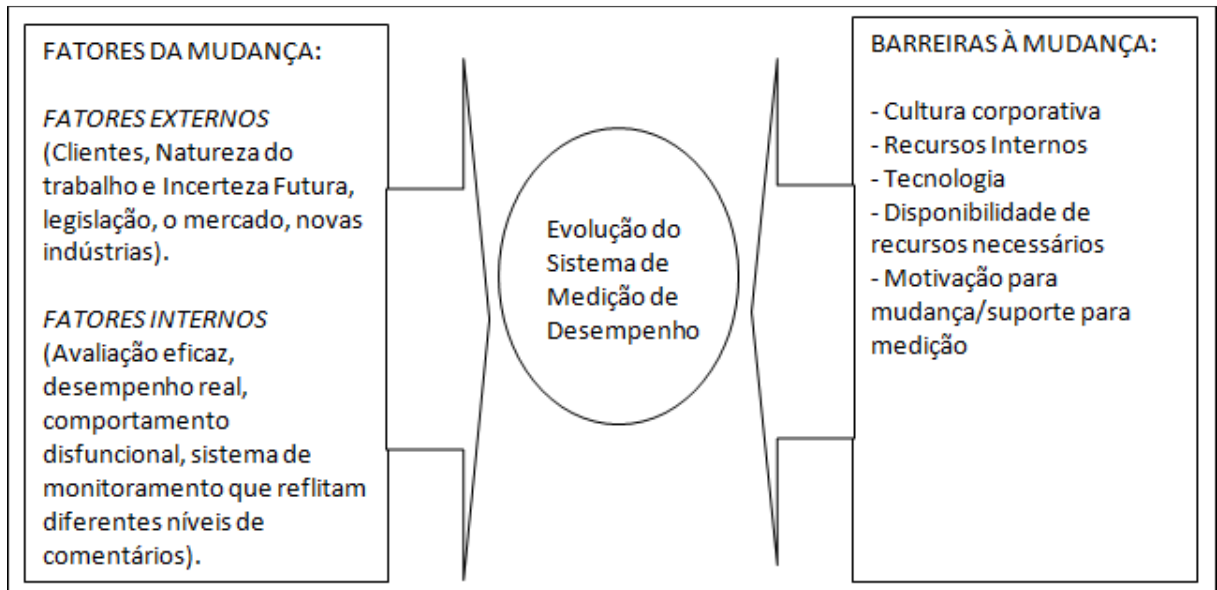 FATORES DA MUDANÇA:
FATORES EXTERNOS
(Clientes, Natureza do
trabalho e Incerteza Futura,
legislação, o mercado, novas
indústrias).
FATORES INTERNOS
(Avaliação eficaz,
desempenho real,
comportamento
disfuncional, sistema de
monitoramento que reflitam
diferentes níveis de
comentários).
Evolução do
Sistema de
Medição de
Desempenho
BARREIRAS À MUDANÇA:
- Cultura corporativa
- Recursos Internos
- Tecnologia
- Disponibilidade de
recursos necessários
- Motivação para
mudança/suporte para
medição